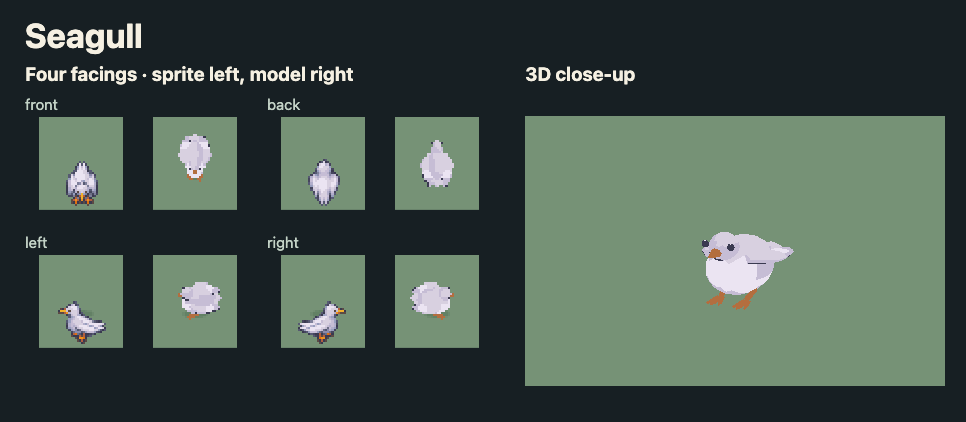 Seagull
Four facings · sprite left, model right
3D close-up
front
back
left
right